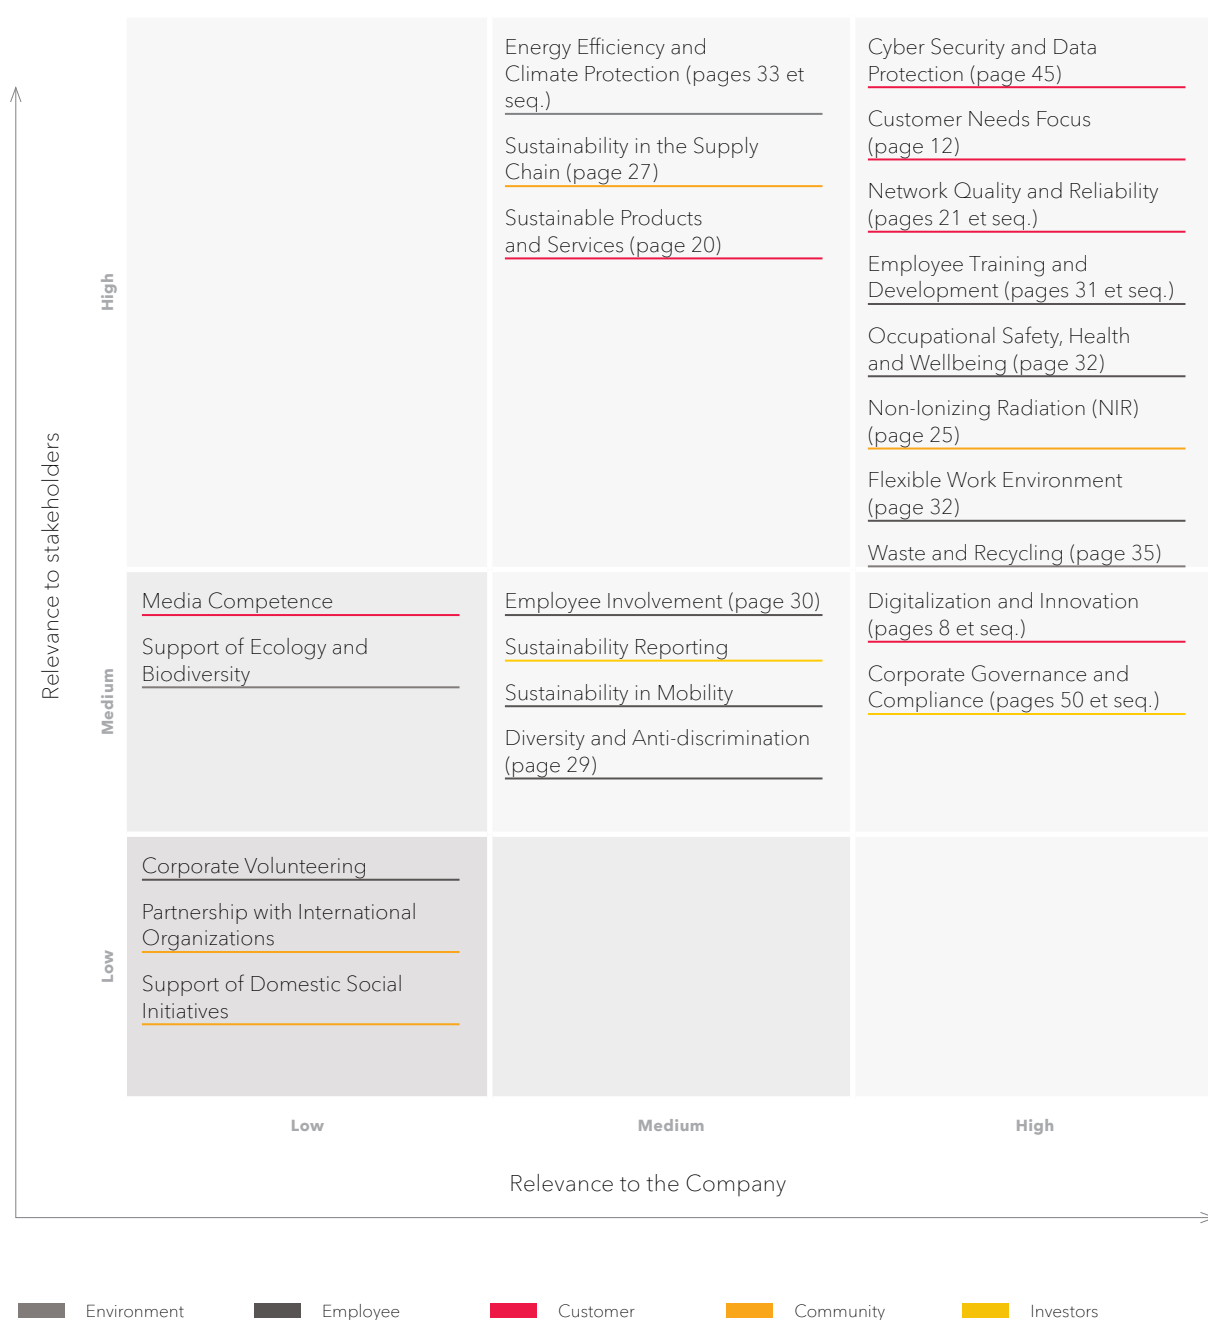 Energy Efficiency and
Climate Protection (pages 33 et
seq.)
Sustainability in the Supply
Chain (page 27)
Sustainable Products
and Services (page 20)
Cyber Security and Data
Protection (page 45)
Customer Needs Focus
(page 12)
Network Quality and Reliability
(pages 21 et seq.)
Employee Training and
Development (pages 31 et seq.)
Occupational Safety, Health
and Wellbeing (page 32)
Non-Ionizing Radiation (NIR)
(page 25)
Flexible Work Environment
(page 32)
Waste and Recycling (page 35)
High
Relevance to stakeholders
Media Competence
Support of Ecology and
Biodiversity
Employee Involvement (page 30)
Sustainability Reporting
Sustainability in Mobility
Diversity and Anti-discrimination
(page 29)
Digitalization and Innovation
(pages 8 et seq.)
Corporate Governance and
Compliance (pages 50 et seq.)
Medium
Corporate Volunteering
Partnership with International
Organizations
Support of Domestic Social
Initiatives
Low
Low
Medium
High
Relevance to the Company
Environment
Employee
Customer
Community
Investors